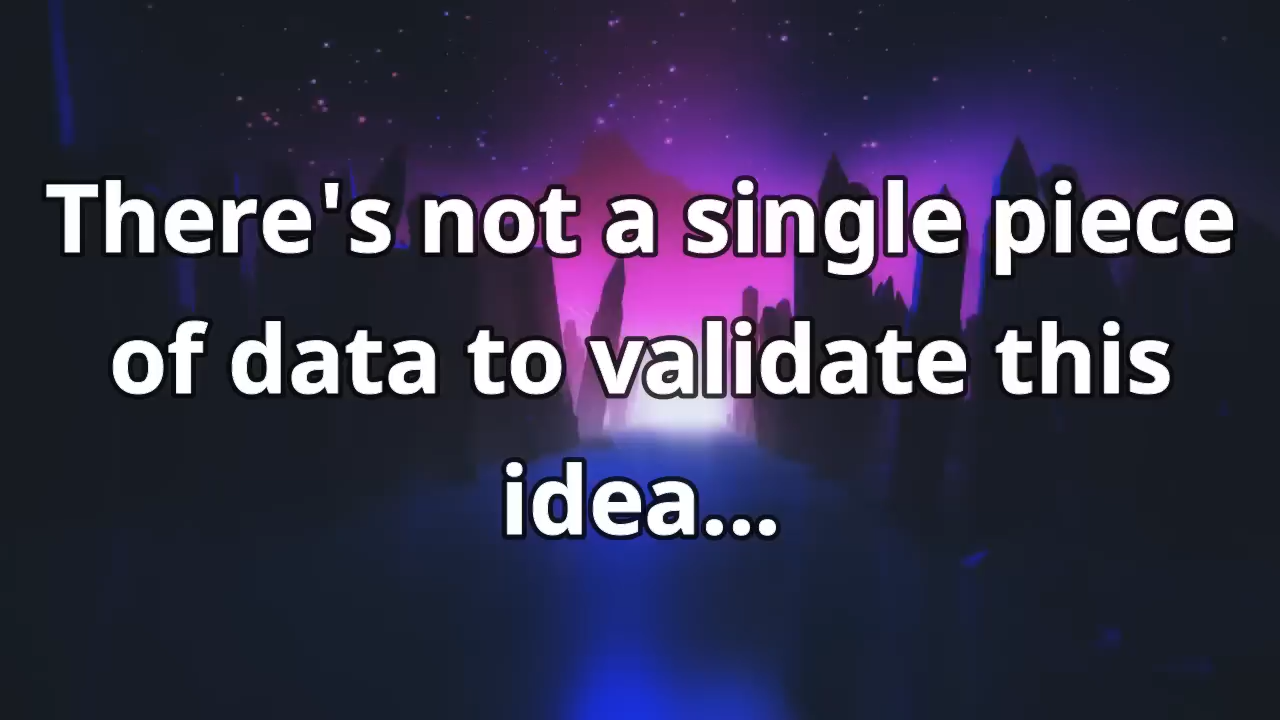 There's not a single piece
of data to validate this
idea...